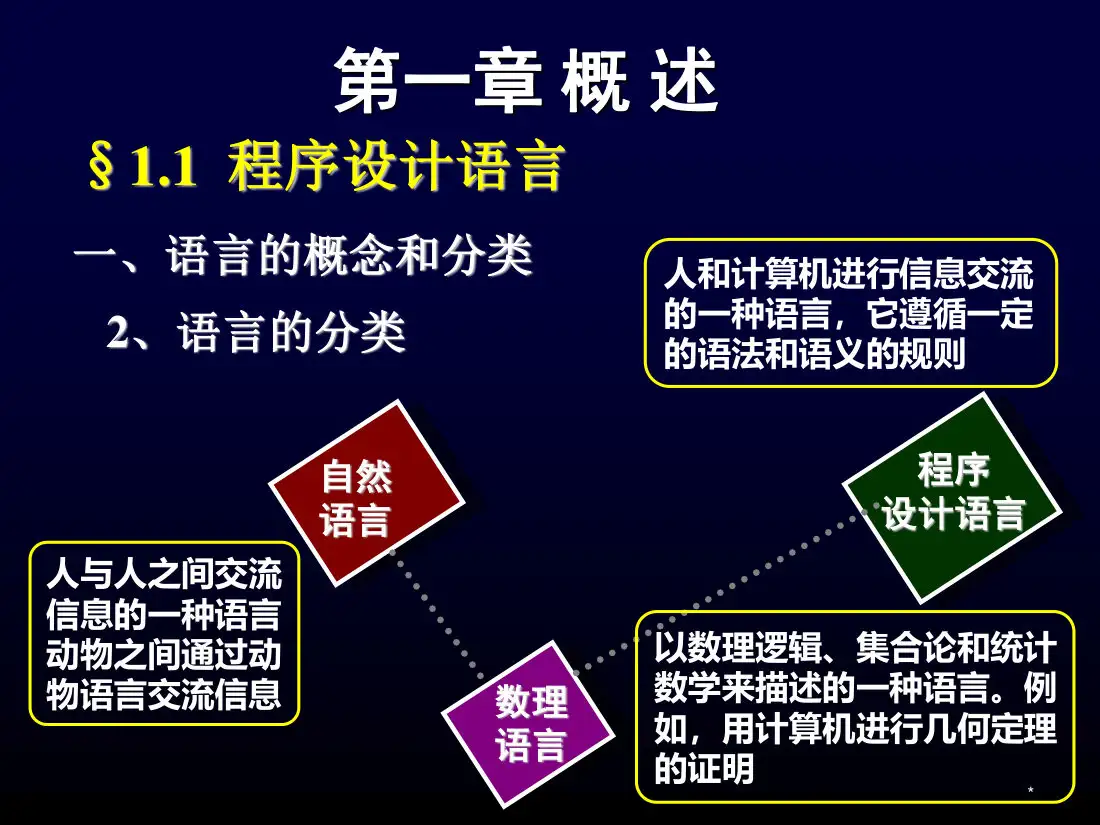 第一章 概 述
§1.1 程序设计语言
一、语言的概念和分类
2、语言的分类
人和计算机进行信息交流
的一种语言，它遵循一定
的语法和语义的规则
自然
语言
程序
设计语言
人与人之间交流
信息的一种语言
动物之间通过动
物语言交流信息
数理
语言
以数理逻辑、集合论和统计
数学来描述的一种语言。例
如，用计算机进行几何定理
的证明
*